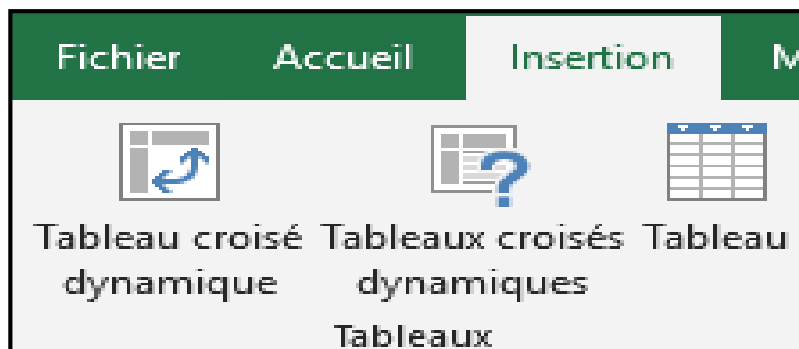 Fichier Accueil Insertion M
Tableau croisé dynamique
Tableaux croisés dynamiques
Tableau
Tableaux